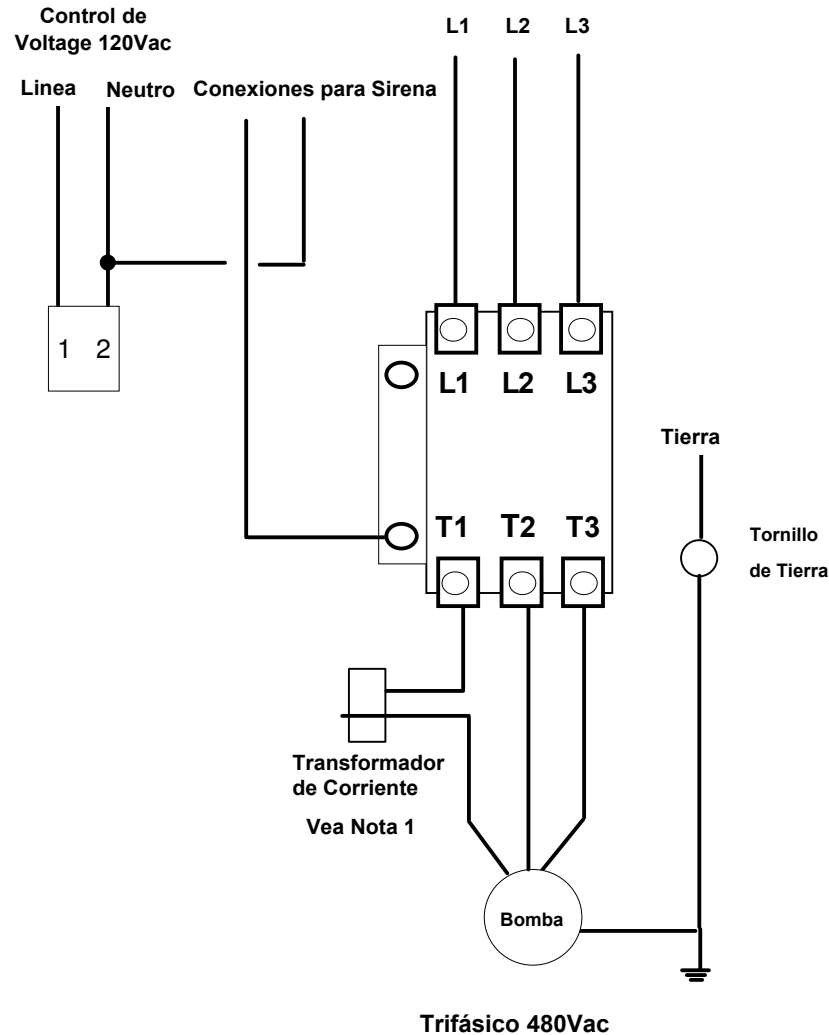 Control de
Voltage 120Vac
Linea Neutro Conexiones para Sirena
L1 L2 L3
1 2
L1 L2 L3
T1 T2 T3
Tierra
Tornillo
de Tierra
Transformador
de Corriente
Vea Nota 1
Bomba
Trifásico 480Vac